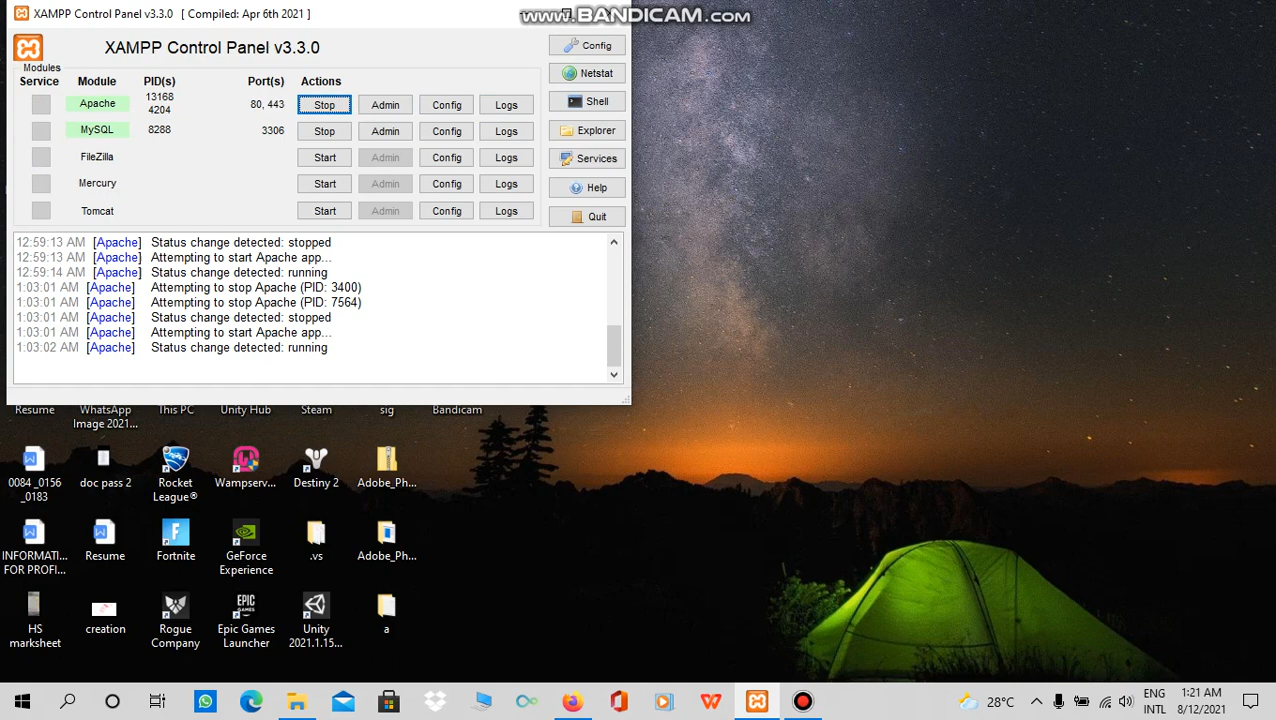 XAMPP Control Panel v3.3.0 [ Compiled: Apr 6th 2021 ]
www.BANDICAM.com
XAMPP Control Panel v3.3.0
Config
Modules
Service Module PID(s) Port(s) Actions
Netstat
Apache 13168 4204 80, 443 Stop Admin Config Logs
Shell
MySQL 8288 3306 Stop Admin Config Logs
Explorer
FileZilla Start Admin Config Logs
Services
Mercury Start Admin Config Logs
Help
Tomcat Start Admin Config Logs
Quit
12:59:13 AM [Apache] Status change detected: stopped
12:59:13 AM [Apache] Attempting to start Apache app...
12:59:14 AM [Apache] Status change detected: running
1:03:01 AM [Apache] Attempting to stop Apache (PID: 3400)
1:03:01 AM [Apache] Attempting to stop Apache (PID: 7564)
1:03:01 AM [Apache] Status change detected: stopped
1:03:01 AM [Apache] Attempting to start Apache app...
1:03:02 AM [Apache] Status change detected: running
Resume WhatsApp This PC Unity Hub Steam sig Bandicam
Image 2021...
0084_0156 doc pass 2 Rocket Wampserv... Destiny 2 Adobe_Ph...
_0183 League®
INFORMATI... Resume Fortnite GeForce .vs Adobe_Ph...
FOR PROFI... Experience
EPIC
GAMES
HS creation Rogue Epic Games Unity a
marksheet Company Launcher 2021.1.15...
28°C ENG 1:21 AM
INTL 8/12/2021